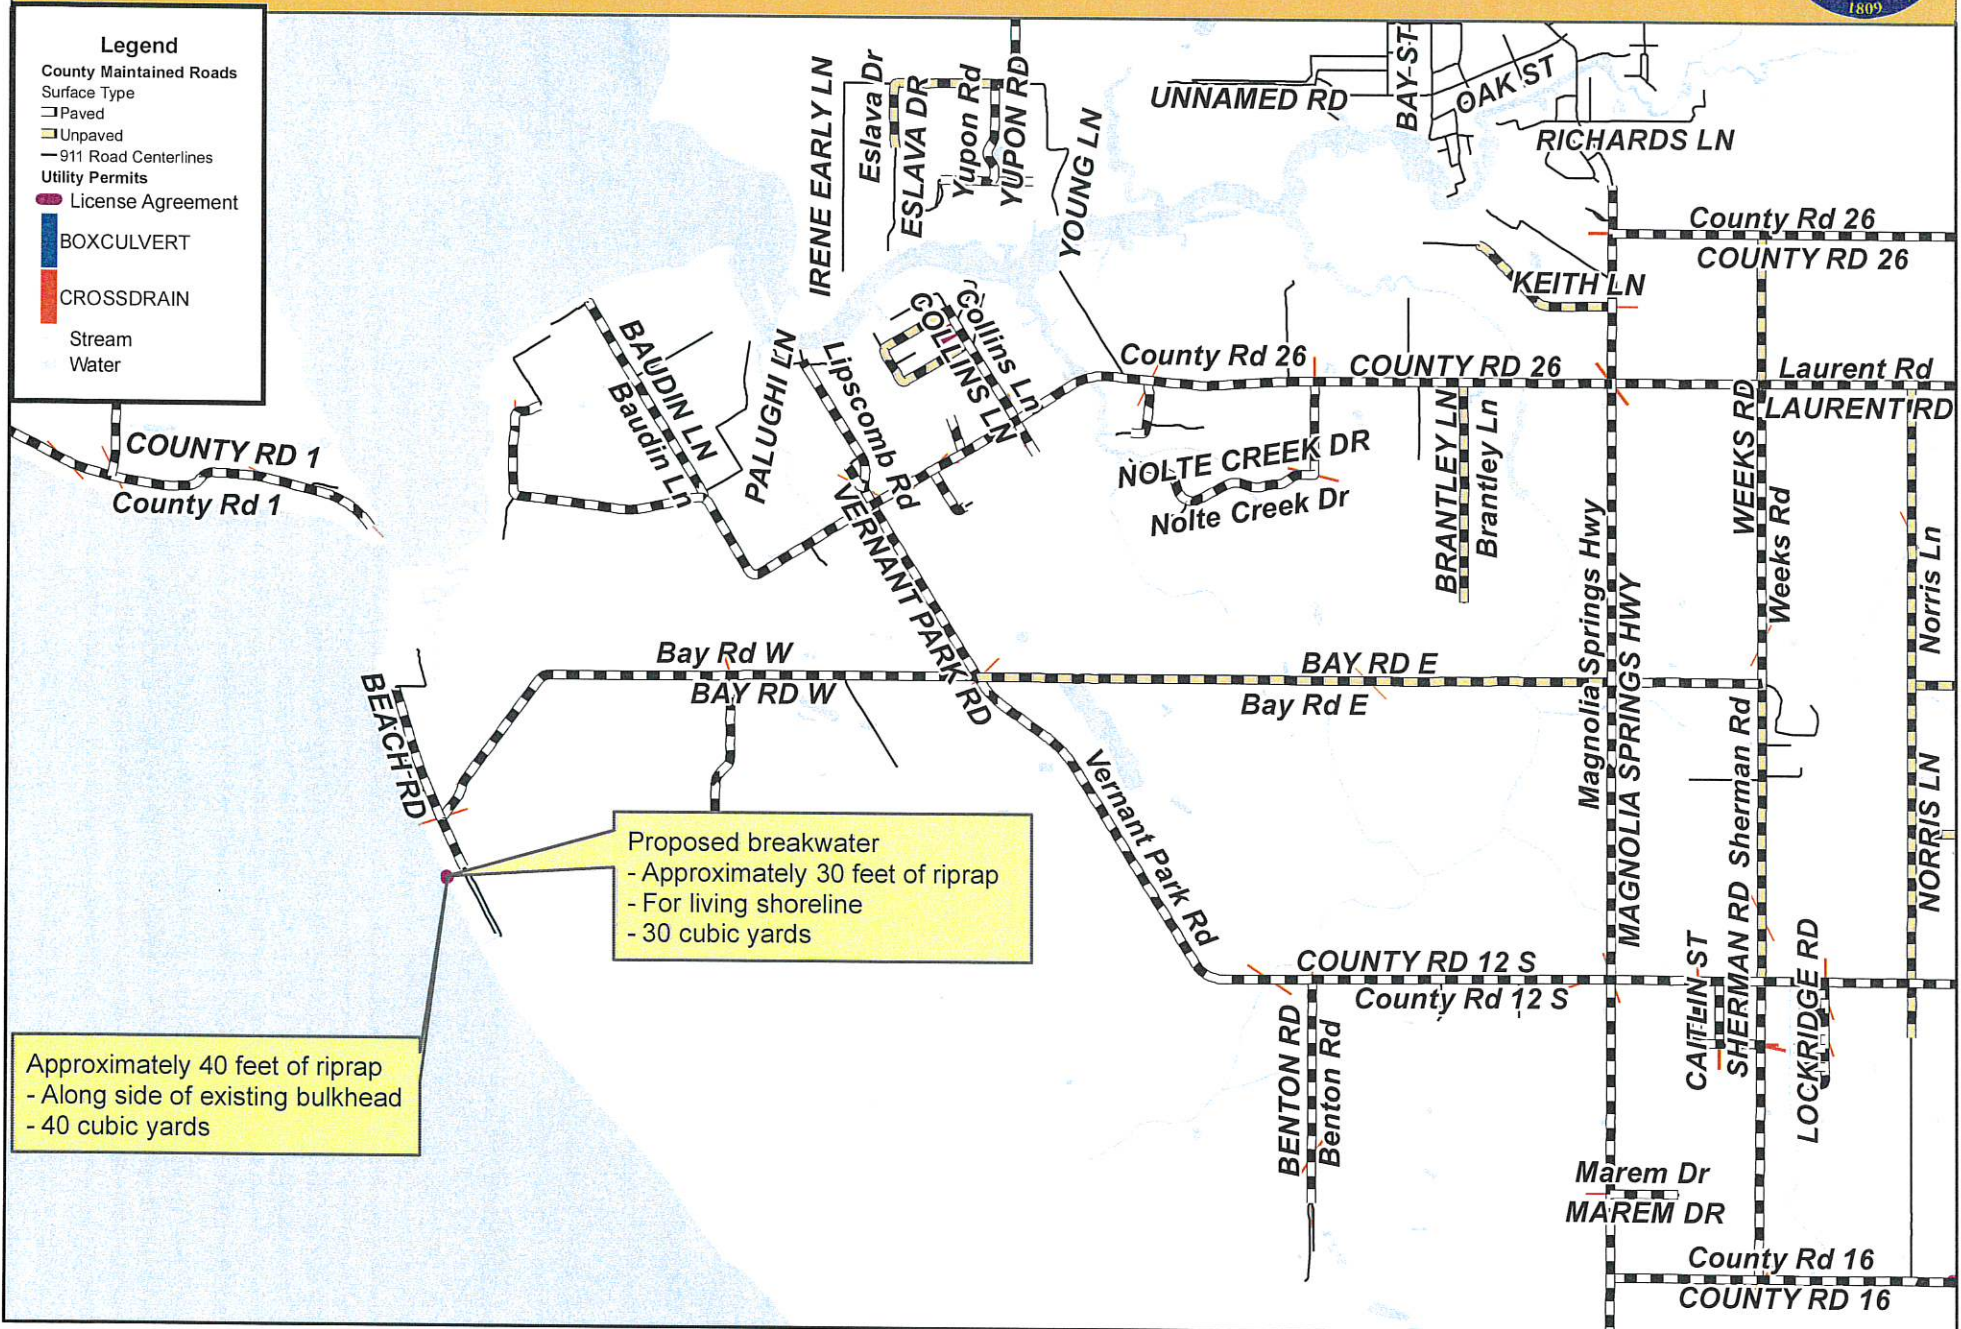 1809
Legend
County Maintained Roads
Surface Type
Paved
Unpaved
911 Road Centerlines
Utility Permits
License Agreement
BOXCULVERT
CROSSDRAIN
Stream
Water
IRENE EARLY LN
Eslava Dr
ESLAVA DR
Yupon Rd
YUPON RD
YOUNG LN
UNNAMED RD
BAY ST
OAK ST
RICHARDS LN
County Rd 26
COUNTY RD 26
KEITH LN
BAUDIN LN
Baudin Ln
PALUGHI LN
Lipscomb Rd
COLLINS LN
Collins Ln
County Rd 26
COUNTY RD 26
Laurent Rd
LAURENT RD
COUNTY RD 1
County Rd 1
VERNANT PARK RD
NOLTE CREEK DR
Nolte Creek Dr
BRANTLEY LN
Brantley Ln
Magnolia Springs Hwy
MAGNOLIA SPRINGS HWY
WEEKS RD
Weeks Rd
Norris Ln
NORRIS LN
Bay Rd W
BAY RD W
BAY RD E
Bay Rd E
BEACH RD
Vernant Park Rd
Sherman Rd
SHERMAN RD
Proposed breakwater
- Approximately 30 feet of riprap
- For living shoreline
- 30 cubic yards
COUNTY RD 12 S
County Rd 12 S
CAITLIN ST
LOCKRIDGE RD
BENTON RD
Benton Rd
Approximately 40 feet of riprap
- Along side of existing bulkhead
- 40 cubic yards
Marem Dr
MAREM DR
County Rd 16
COUNTY RD 16